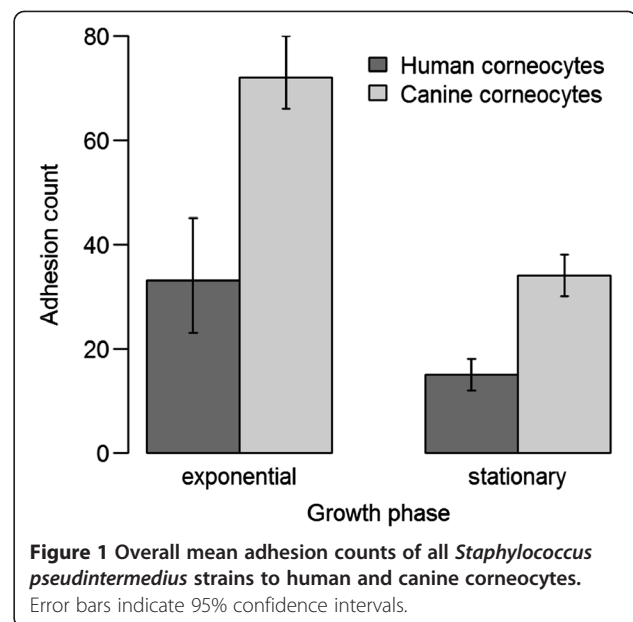 80
60
40
20
0
Adhesion count
Human corneocytes
Canine corneocytes
exponential
stationary
Growth phase
Figure 1 Overall mean adhesion counts of all Staphylococcus
pseudintermedius strains to human and canine corneocytes.
Error bars indicate 95% confidence intervals.